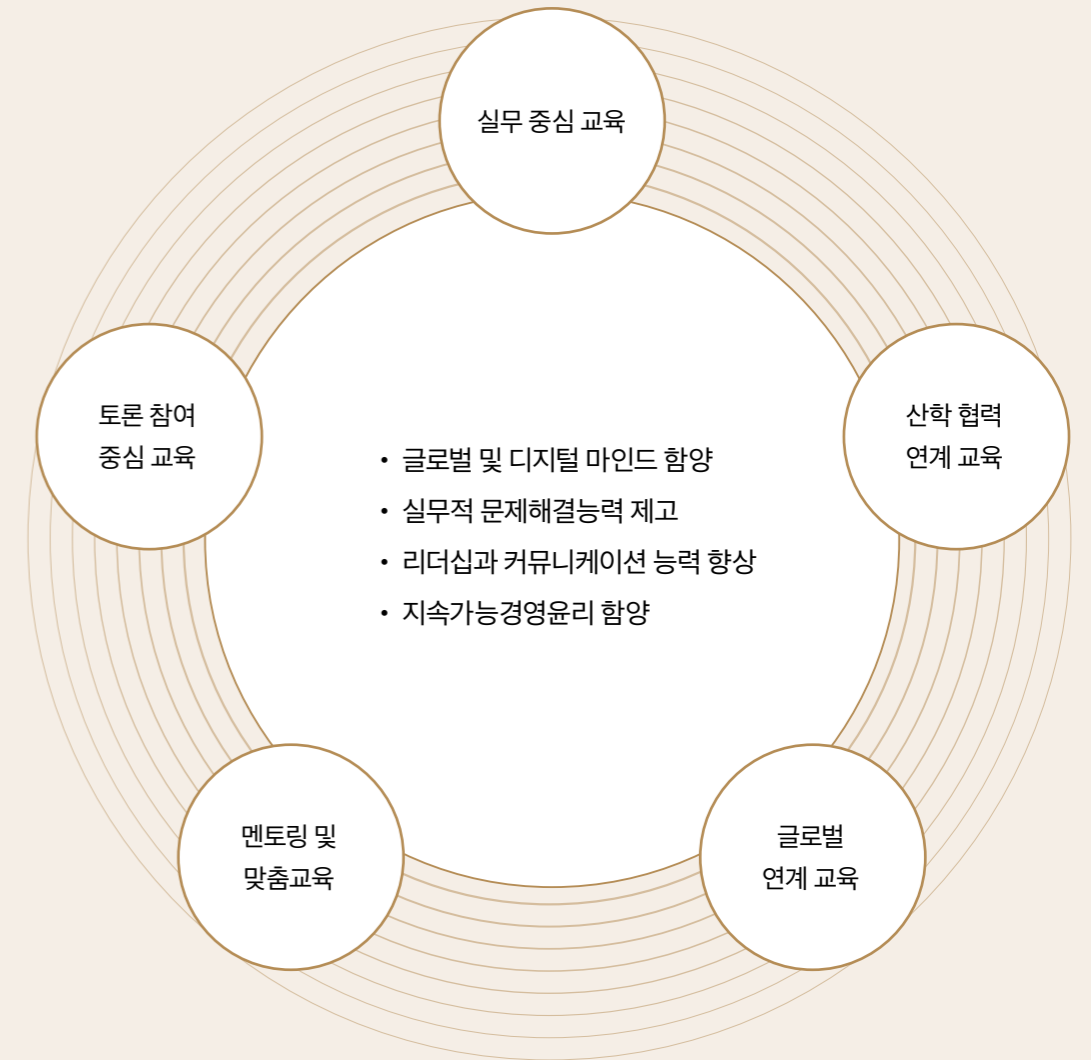 실무 중심 교육
토론 참여
중심 교육
산학 협력
연계 교육
• 글로벌 및 디지털 마인드 함양
• 실무적 문제해결능력 제고
• 리더십과 커뮤니케이션 능력 향상
• 지속가능경영윤리 함양
멘토링 및
맞춤교육
글로벌
연계 교육